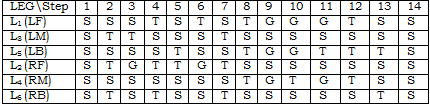 LEG\Step 1 2 3 4 5 6 7 8 9 10 11 12 13 14
L₁ (LF) S S S T S T S T G G G T S S
L₃ (LM) S T T S S S T S S S S S S S
L₅ (LB) S S S S T S S T G G T T T S
L₂ (RF) S T G T T G T S S S S S S S
L₄ (RM) S S S S S S S T G T G T S S
L₆ (RB) S T S T S S T S S S S S T S